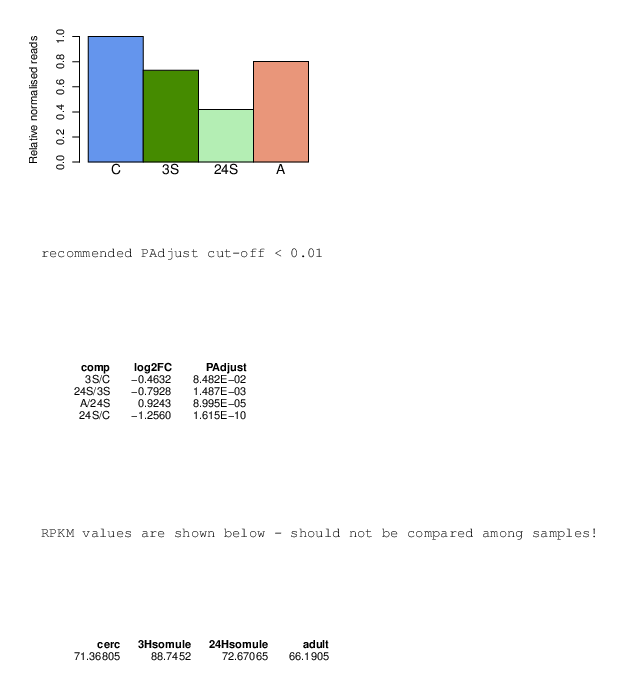 Relative normalised reads
1.0
0.8
0.6
0.4
0.2
0.0
C 3S 24S A
recommended PAdjust cut-off < 0.01
comp log2FC PAdjust
3S/C −0.4632 8.482E−02
24S/3S −0.7928 1.487E−03
A/24S 0.9243 8.995E−05
24S/C −1.2560 1.615E−10
RPKM values are shown below - should not be compared among samples!
cerc 3Hsomule 24Hsomule adult
71.36805 88.7452 72.67065 66.1905